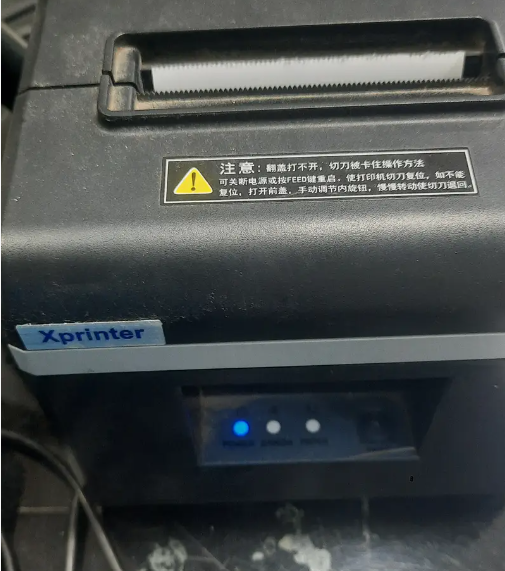 注意：翻盖打不开，切刀被卡住操作方法
可关断电源或按FEED键重启，使打印机切刀复位，如不能
复位，打开前盖，手动调节内旋钮，慢慢转动使切刀退回。
Xprinter
POWER ERROR PAPER